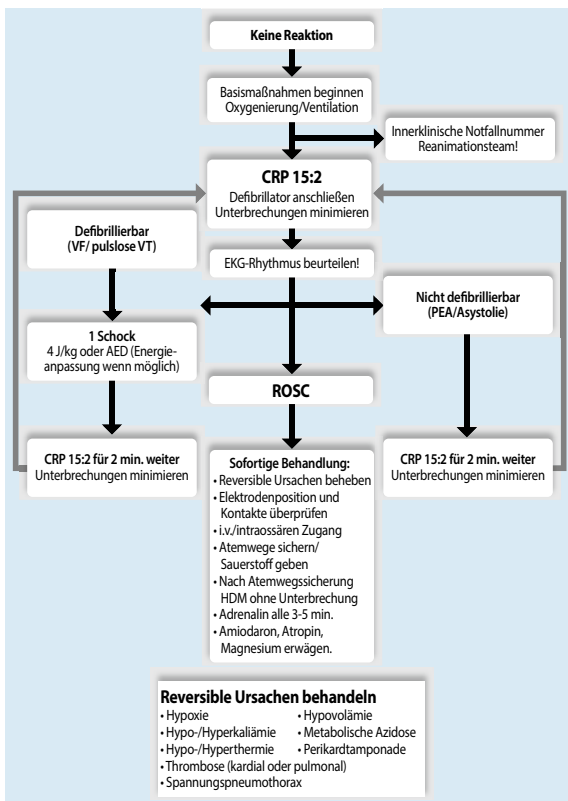 Keine Reaktion
Basismaßnahmen beginnen
Oxygenierung/Ventilation
Innerklinische Notfallnummer
Reanimationsteam!
CRP 15:2
Defibrillator anschließen
Unterbrechungen minimieren
Defibrillierbar
(VF/ pulslose VT)
EKG-Rhythmus beurteilen!
Nicht defibrillierbar
(PEA/Asystolie)
1 Schock
4 J/kg oder AED (Energie-
anpassung wenn möglich)
ROSC
CRP 15:2 für 2 min. weiter
Unterbrechungen minimieren
Sofortige Behandlung:
• Reversible Ursachen beheben
• Elektrodenposition und
Kontakte überprüfen
• i.v./intraossären Zugang
• Atemwege sichern/
Sauerstoff geben
• Nach Atemwegssicherung
HDM ohne Unterbrechung
• Adrenalin alle 3-5 min.
• Amiodaron, Atropin,
Magnesium erwägen.
CRP 15:2 für 2 min. weiter
Unterbrechungen minimieren
Reversible Ursachen behandeln
• Hypoxie
• Hypovolämie
• Hypo-/Hyperkaliämie
• Metabolische Azidose
• Hypo-/Hyperthermie
• Perikardtamponade
• Thrombose (kardial oder pulmonal)
• Spannungspneumothorax